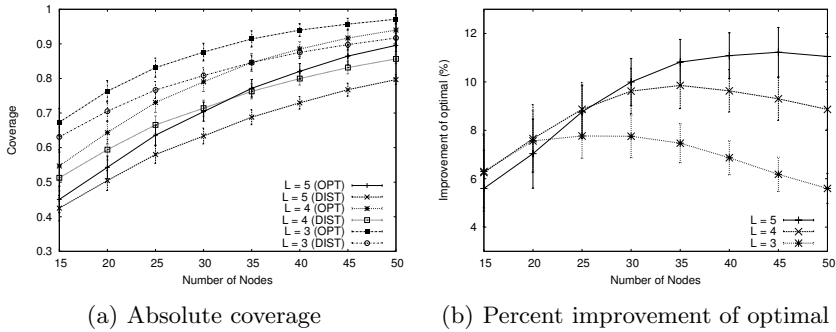 1
0.9
0.8
0.7
0.6
0.5
0.4
0.3
Coverage
L = 5 (OPT)
L = 5 (DIST)
L = 4 (OPT)
L = 4 (DIST)
L = 3 (OPT)
L = 3 (DIST)
15 20 25 30 35 40 45 50
Number of Nodes
(a) Absolute coverage
12
10
8
6
4
Improvement of optimal (%)
L = 5
L = 4
L = 3
15 20 25 30 35 40 45 50
Number of Nodes
(b) Percent improvement of optimal